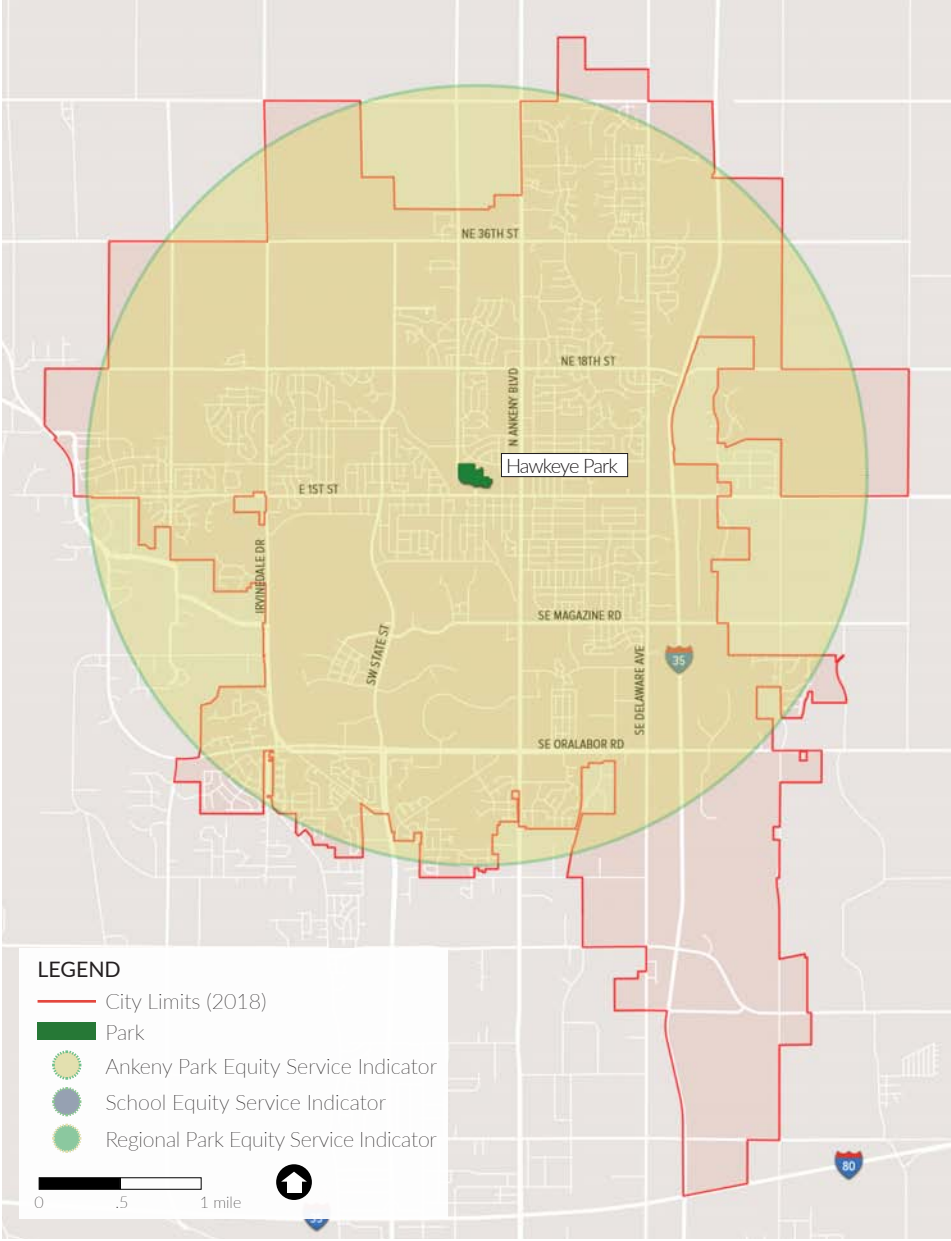 NE 36TH ST
NE 18TH ST
N ANKENY BLVD
Hawkeye Park
E 1ST ST
IRVINEDALE DR
SE MAGAZINE RD
SW STATE ST
35
SE DELAWARE AVE
SE ORALABOR RD
LEGEND
City Limits (2018)
Park
Ankeny Park Equity Service Indicator
School Equity Service Indicator
Regional Park Equity Service Indicator
0 .5 1 mile
80